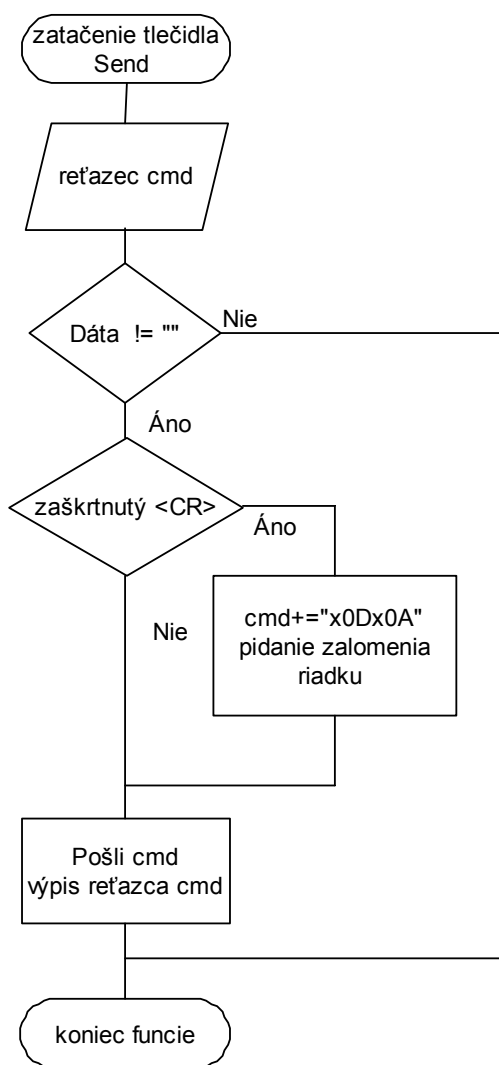 zatačenie tlečidla
Send
reťazec cmd
Dáta != ""
Nie
Áno
zaškrtnutý <CR>
Áno
Nie
cmd+="x0Dx0A"
pidanie zalomenia
riadku
Pošli cmd
výpis reťazca cmd
koniec funcie